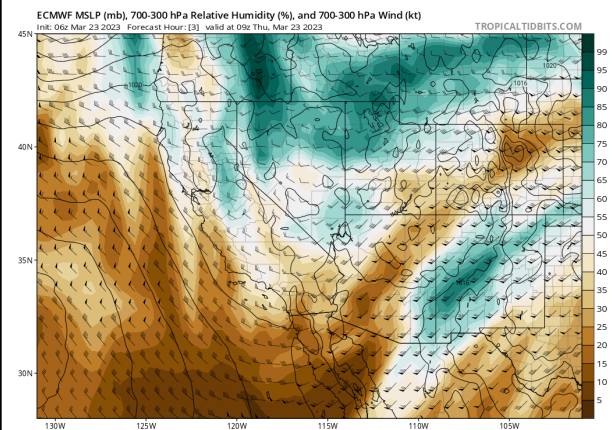 ECMWF MSLP (mb), 700-300 hPa Relative Humidity (%), and 700-300 hPa Wind (kt)
Init: 06z Mar 23 2023 Forecast Hour: [3] valid at 09z Thu, Mar 23 2023
TROPICALTIDBITS.COM
45N
40N
35N
30N
130W
125W
120W
115W
110W
105W
1020
1020
1016
99
95
90
85
80
75
70
65
60
55
50
45
40
35
30
25
20
15
10
5